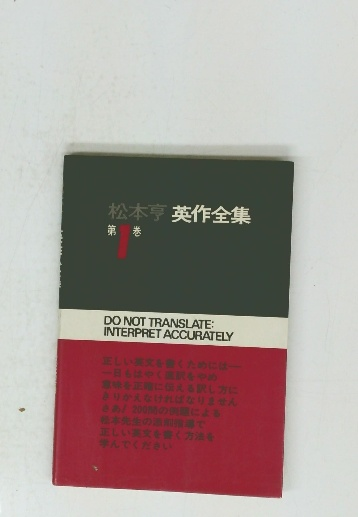 松本亨 英作全集
第1巻
DO NOT TRANSLATE:
INTERPRET ACCURATELY
正しい英文を書くためには…
一日もはやく直訳をやめ
意味を正確に伝える訳し方に
きりかえなければなりません
さあ! 200問の例題による
松本先生の添削指導で
正しい英文を書く方法を
学んでください